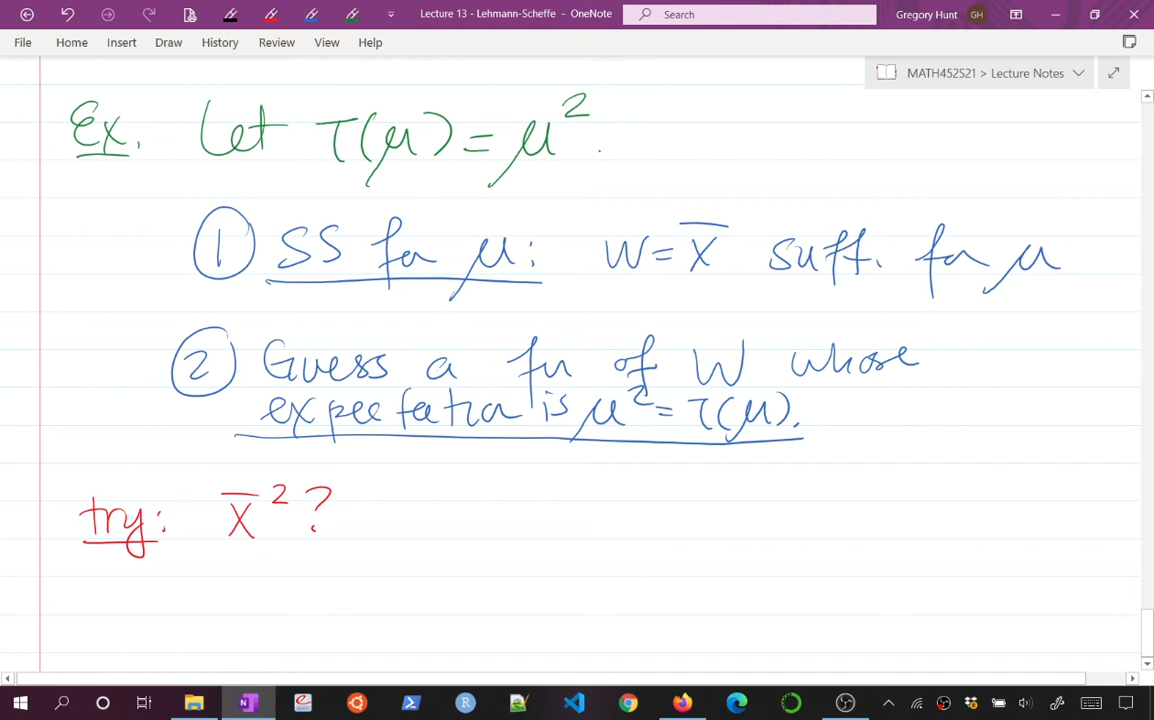 Lecture 13 - Lehmann-Scheffe - OneNote
Search
Gregory Hunt
GH
File Home Insert Draw History Review View Help
MATH452S21 > Lecture Notes
Ex. Let τ(μ) = μ².
① SS for μ: W = X̅ suff. for μ
② Guess a fn of W whose
expectation is μ² = τ(μ).
try: X̅² ?